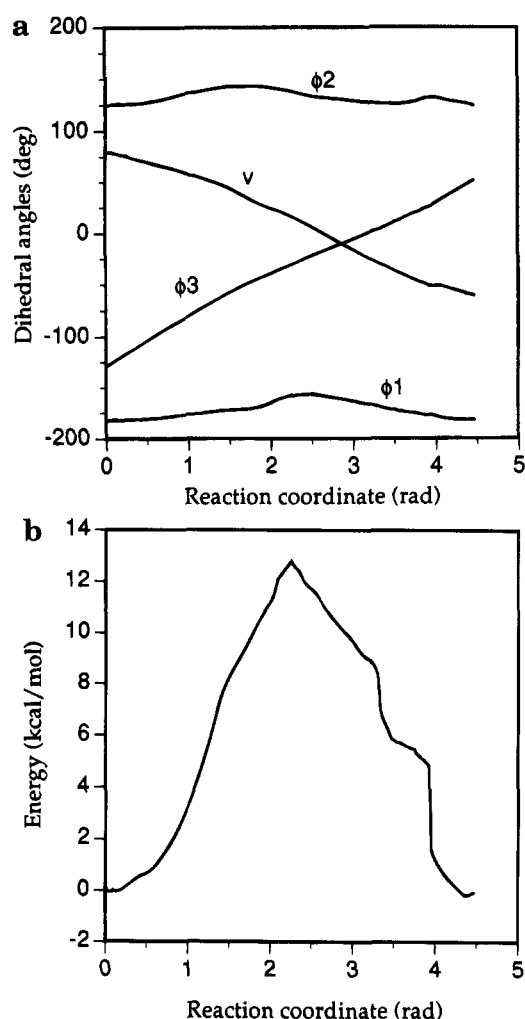 a
200
100
0
-100
-200
Dihedral angles (deg)
ϕ2
v
ϕ3
ϕ1
0 1 2 3 4 5
Reaction coordinate (rad)
b
14
12
10
8
6
4
2
0
-2
Energy (kcal/mol)
0 1 2 3 4 5
Reaction coordinate (rad)